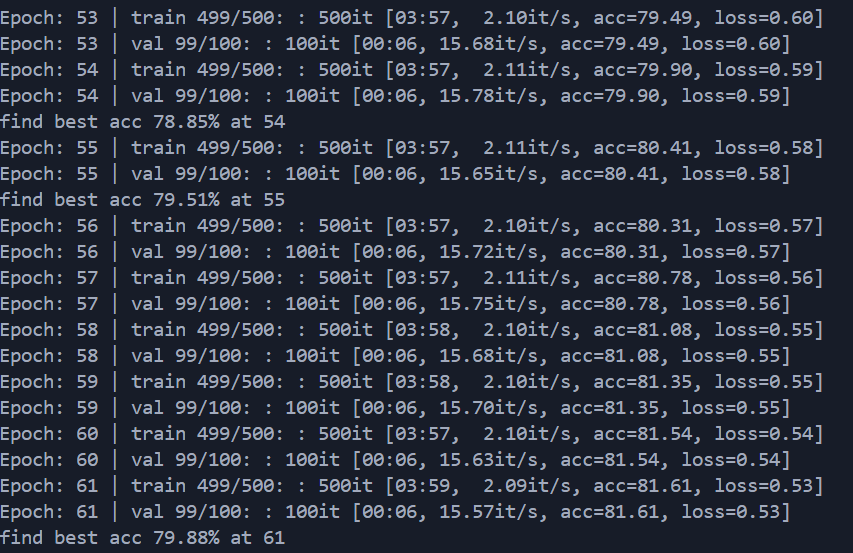 Epoch: 53 | train 499/500: : 500it [03:57,  2.10it/s, acc=79.49, loss=0.60]
Epoch: 53 | val 99/100: : 100it [00:06, 15.68it/s, acc=79.49, loss=0.60]
Epoch: 54 | train 499/500: : 500it [03:57,  2.11it/s, acc=79.90, loss=0.59]
Epoch: 54 | val 99/100: : 100it [00:06, 15.78it/s, acc=79.90, loss=0.59]
find best acc 78.85% at 54
Epoch: 55 | train 499/500: : 500it [03:57,  2.11it/s, acc=80.41, loss=0.58]
Epoch: 55 | val 99/100: : 100it [00:06, 15.65it/s, acc=80.41, loss=0.58]
find best acc 79.51% at 55
Epoch: 56 | train 499/500: : 500it [03:57,  2.10it/s, acc=80.31, loss=0.57]
Epoch: 56 | val 99/100: : 100it [00:06, 15.72it/s, acc=80.31, loss=0.57]
Epoch: 57 | train 499/500: : 500it [03:57,  2.11it/s, acc=80.78, loss=0.56]
Epoch: 57 | val 99/100: : 100it [00:06, 15.75it/s, acc=80.78, loss=0.56]
Epoch: 58 | train 499/500: : 500it [03:58,  2.10it/s, acc=81.08, loss=0.55]
Epoch: 58 | val 99/100: : 100it [00:06, 15.68it/s, acc=81.08, loss=0.55]
Epoch: 59 | train 499/500: : 500it [03:58,  2.10it/s, acc=81.35, loss=0.55]
Epoch: 59 | val 99/100: : 100it [00:06, 15.70it/s, acc=81.35, loss=0.55]
Epoch: 60 | train 499/500: : 500it [03:57,  2.10it/s, acc=81.54, loss=0.54]
Epoch: 60 | val 99/100: : 100it [00:06, 15.63it/s, acc=81.54, loss=0.54]
Epoch: 61 | train 499/500: : 500it [03:59,  2.09it/s, acc=81.61, loss=0.53]
Epoch: 61 | val 99/100: : 100it [00:06, 15.57it/s, acc=81.61, loss=0.53]
find best acc 79.88% at 61